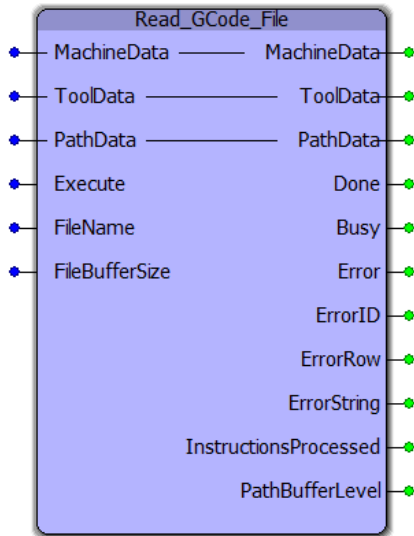 Read_GCode_File
MachineData MachineData
ToolData ToolData
PathData PathData
Execute Done
FileName Busy
FileBufferSize Error
ErrorID
ErrorRow
ErrorString
InstructionsProcessed
PathBufferLevel